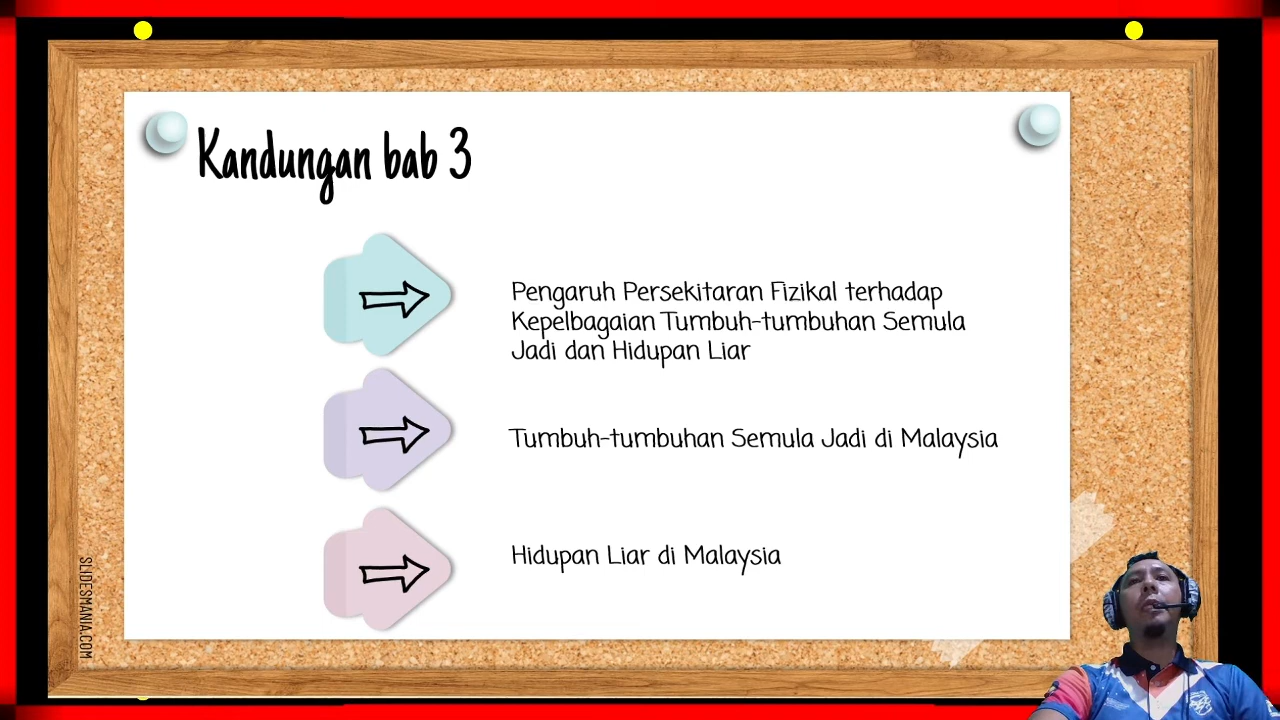 Kandungan bab 3
Pengaruh Persekitaran Fizikal terhadap
Kepelbagaian Tumbuh-tumbuhan Semula
Jadi dan Hidupan Liar
Tumbuh-tumbuhan Semula Jadi di Malaysia
Hidupan Liar di Malaysia
SLIDESMANIA.COM